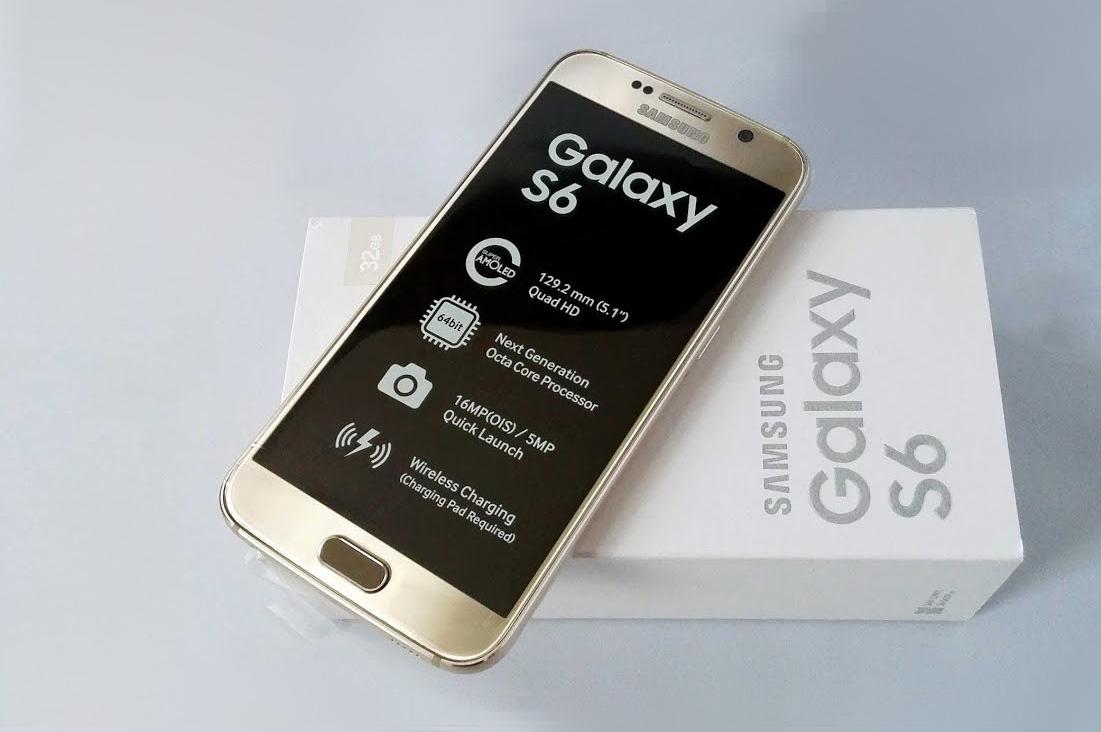 SAMSUNG
Galaxy
S6
SUPER
AMOLED
129.2 mm (5.1")
Quad HD
64bit
Next Generation
Octa Core Processor
16MP(OIS) / 5MP
Quick Launch
Wireless Charging
(Charging Pad Required)
32GB
SAMSUNG
Galaxy
S6